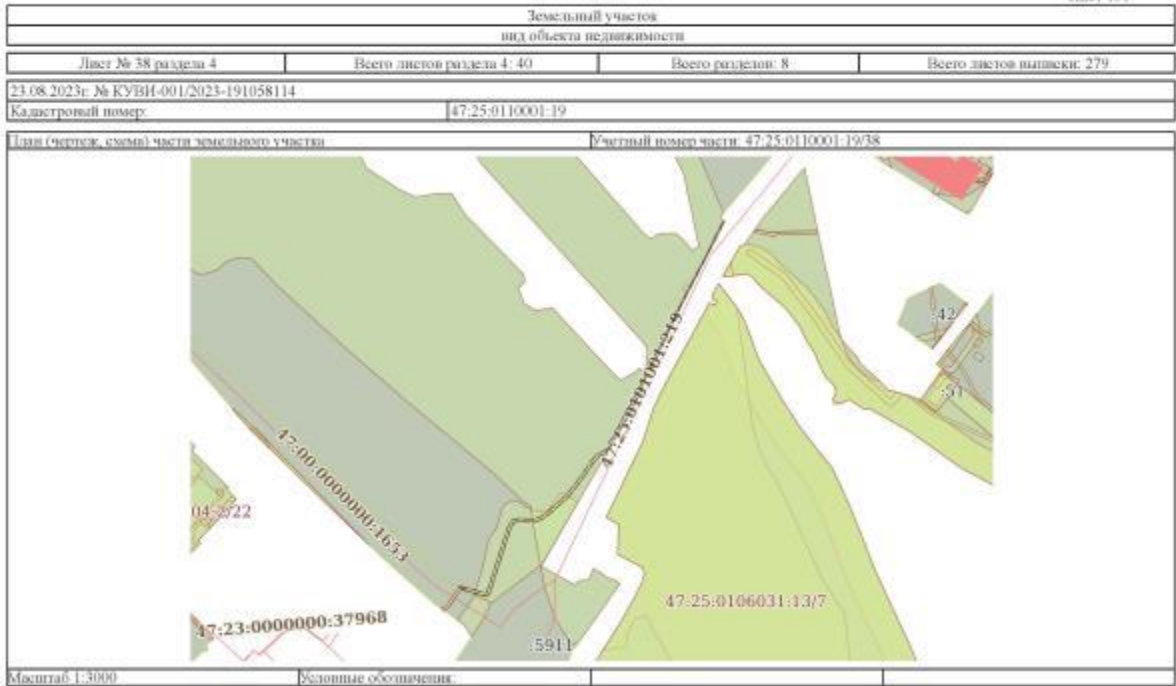 Земельный участок
вид объекта недвижимости
Лист № 38 раздела 4 Всего листов раздела 4: 40 Всего разделов: 8 Всего листов выписки: 279
23.08.2023г. № КУВИ-001/2023-191058114
Кадастровый номер: 47:25:0110001:19
План (чертеж, схема) части земельного участка Учетный номер части: 47:25:0110001:19/38
:42
47:25:0101001:219
:51
47:00:0000000:1653
04:2/22
47:25:0106031:13/7
47:23:0000000:37968
:5911
Масштаб 1:3000 Условные обозначения: